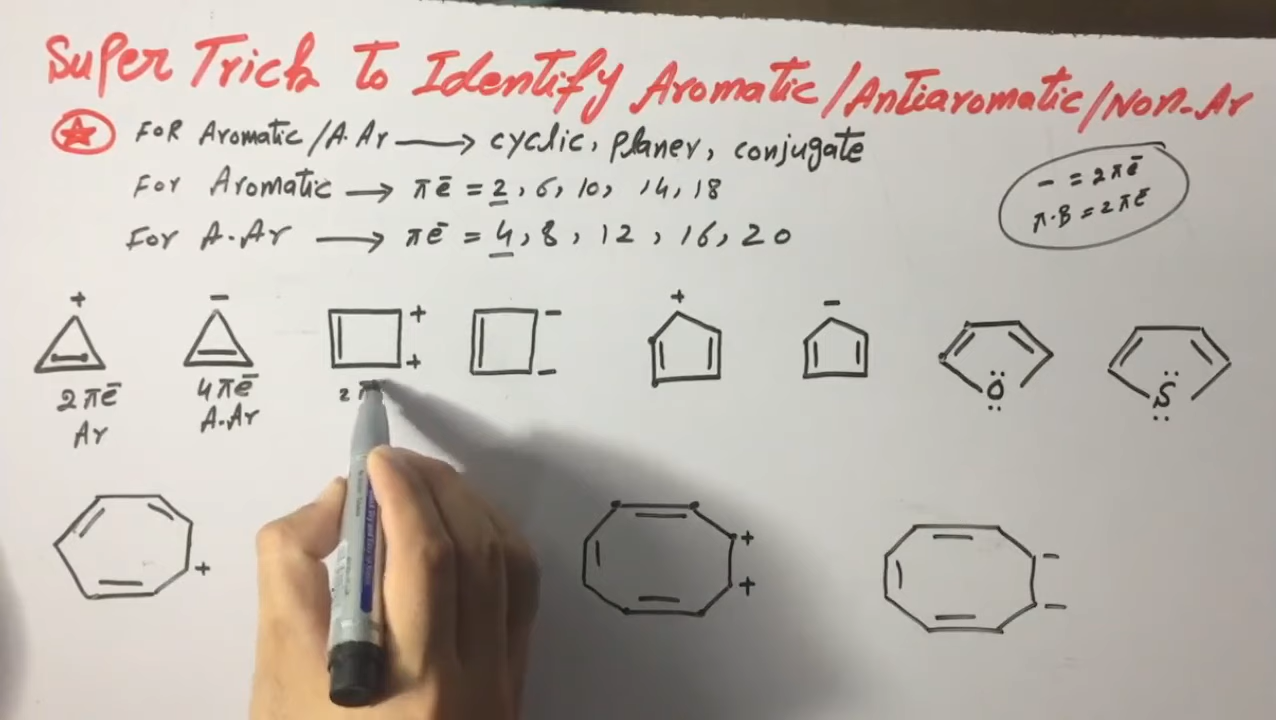 Super Trick to Identify Aromatic/Antiaromatic/Non-Ar
FOR Aromatic/A.Ar → cyclic, planer, conjugate
For Aromatic → πē = 2, 6, 10, 14, 18
For A.Ar → πē = 4, 8, 12, 16, 20
- = 2πē
π.B = 2πē
+ - + - + -
+ -
O S
2πē 4πē 2 π
Ar A.Ar
+ + -
+ -